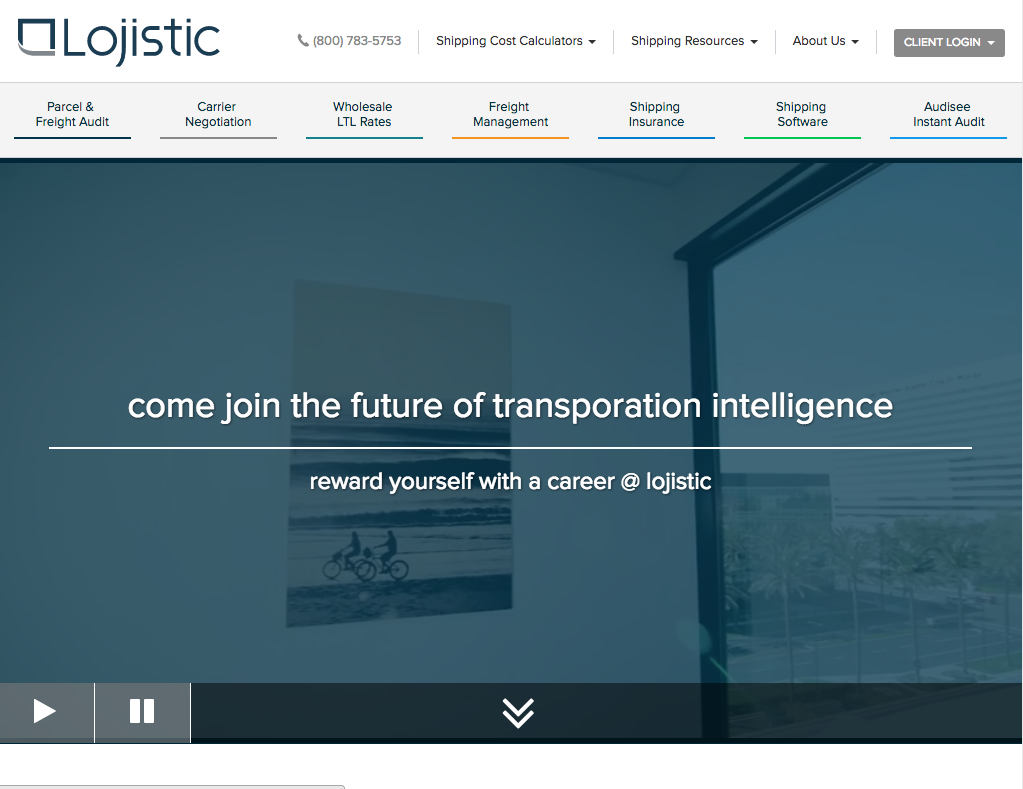 Lojistic
(800) 783-5753
Shipping Cost Calculators
Shipping Resources
About Us
CLIENT LOGIN
Parcel &
Freight Audit
Carrier
Negotiation
Wholesale
LTL Rates
Freight
Management
Shipping
Insurance
Shipping
Software
Audisee
Instant Audit
come join the future of transporation intelligence
reward yourself with a career @ lojistic